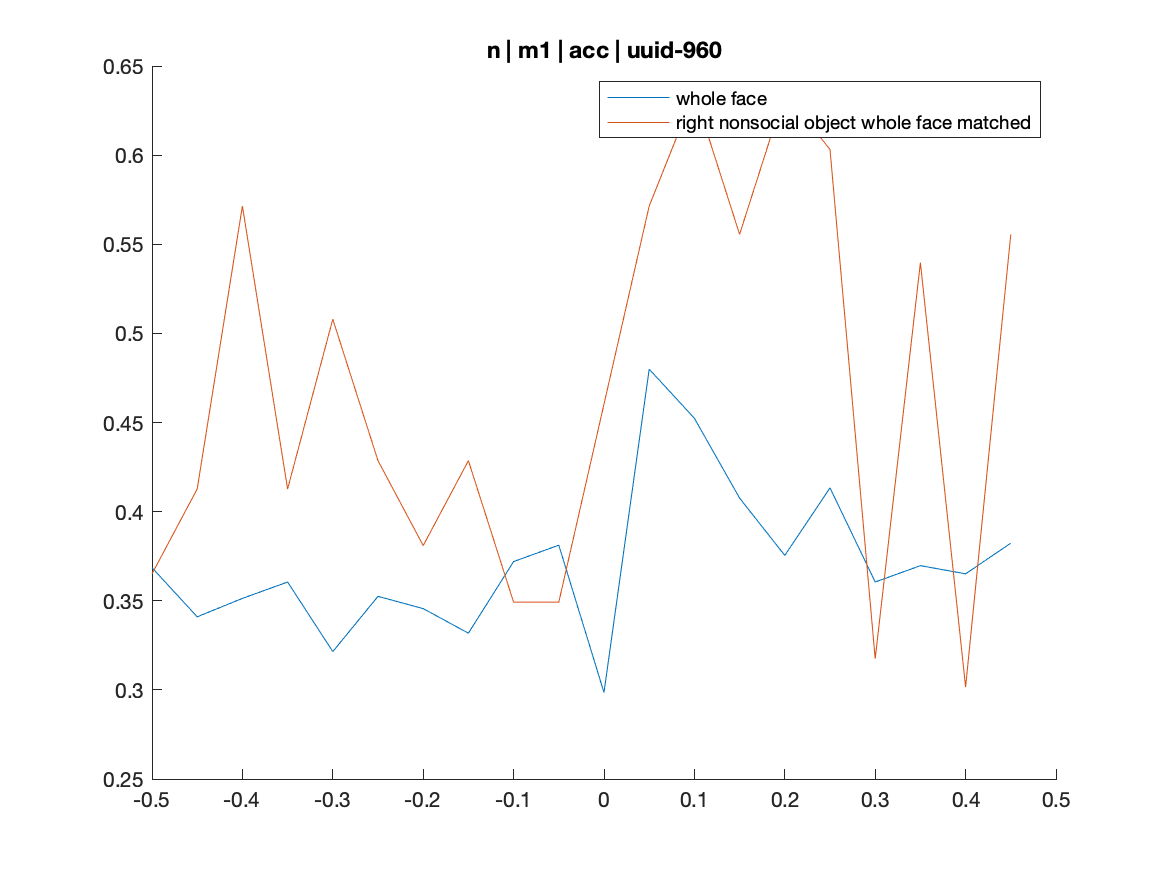 n | m1 | acc | uuid-960
whole face
right nonsocial object whole face matched
0.65
0.6
0.55
0.5
0.45
0.4
0.35
0.3
0.25
-0.5 -0.4 -0.3 -0.2 -0.1 0 0.1 0.2 0.3 0.4 0.5